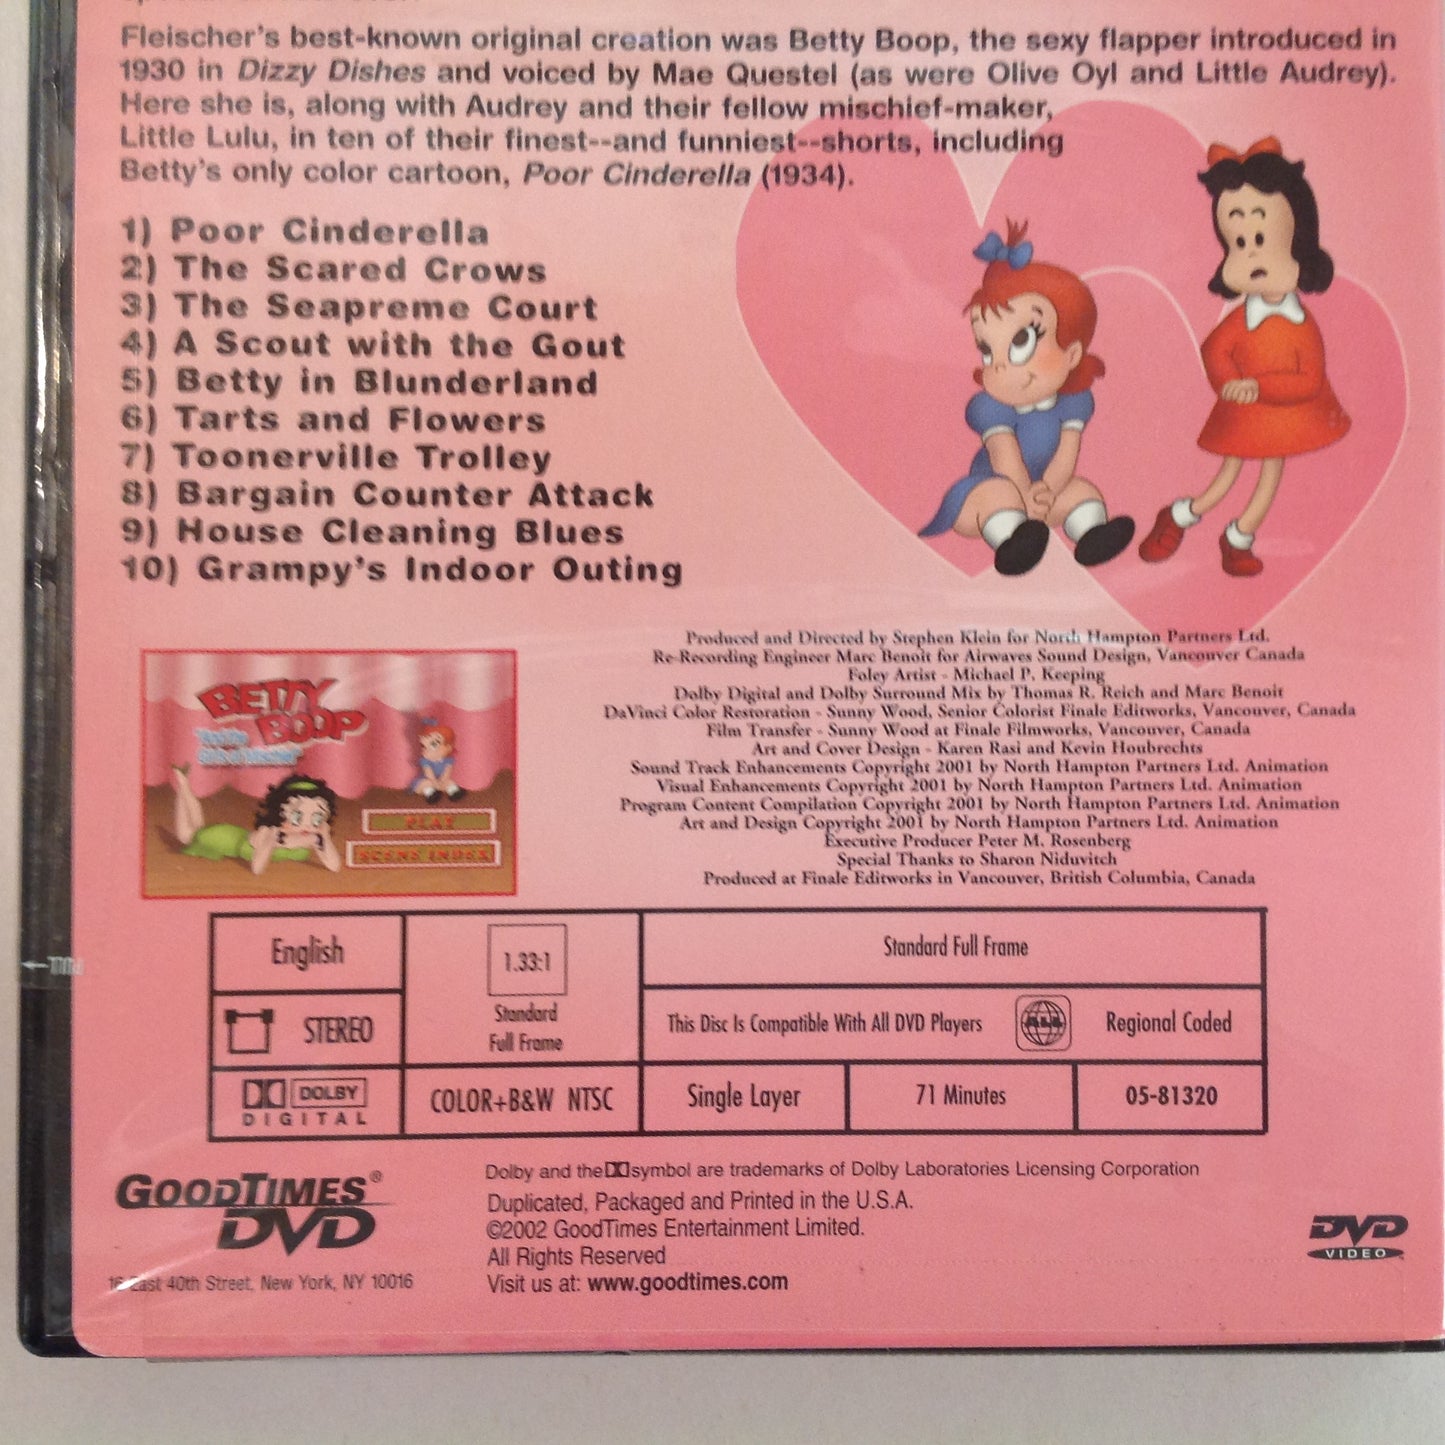 Fleischer's best-known original creation was Betty Boop, the sexy flapper introduced in
1930 in Dizzy Dishes and voiced by Mae Questel (as were Olive Oyl and Little Audrey).
Here she is, along with Audrey and their fellow mischief-maker,
Little Lulu, in ten of their finest--and funniest--shorts, including
Betty's only color cartoon, Poor Cinderella (1934).
1) Poor Cinderella
2) The Scared Crows
3) The Seapreme Court
4) A Scout with the Gout
5) Betty in Blunderland
6) Tarts and Flowers
7) Toonerville Trolley
8) Bargain Counter Attack
9) House Cleaning Blues
10) Grampy's Indoor Outing
BETTY
BOOP
PLAY
SCENE INDEX
Produced and Directed by Stephen Klein for North Hampton Partners Ltd.
Re-Recording Engineer Marc Benoit for Airwaves Sound Design, Vancouver Canada
Foley Artist - Michael P. Keeping
Dolby Digital and Dolby Surround Mix by Thomas R. Reich and Marc Benoit
DaVinci Color Restoration - Sunny Wood, Senior Colorist Finale Editworks, Vancouver, Canada
Film Transfer - Sunny Wood at Finale Filmworks, Vancouver, Canada
Art and Cover Design - Karen Rasi and Kevin Houbrechts
Sound Track Enhancements Copyright 2001 by North Hampton Partners Ltd. Animation
Visual Enhancements Copyright 2001 by North Hampton Partners Ltd. Animation
Program Content Compilation Copyright 2001 by North Hampton Partners Ltd. Animation
Art and Design Copyright 2001 by North Hampton Partners Ltd. Animation
Executive Producer Peter M. Rosenberg
Special Thanks to Sharon Niduvitch
Produced at Finale Editworks in Vancouver, British Columbia, Canada
English
STEREO
DOLBY
DIGITAL
1.33:1
Standard
Full Frame
COLOR+B&W NTSC
Standard Full Frame
This Disc Is Compatible With All DVD Players
ALL
Regional Coded
Single Layer
71 Minutes
05-81320
GOODTIMES®
DVD
16 East 40th Street, New York, NY 10016
Dolby and the symbol are trademarks of Dolby Laboratories Licensing Corporation
Duplicated, Packaged and Printed in the U.S.A.
©2002 GoodTimes Entertainment Limited.
All Rights Reserved
Visit us at: www.goodtimes.com
DVD
VIDEO